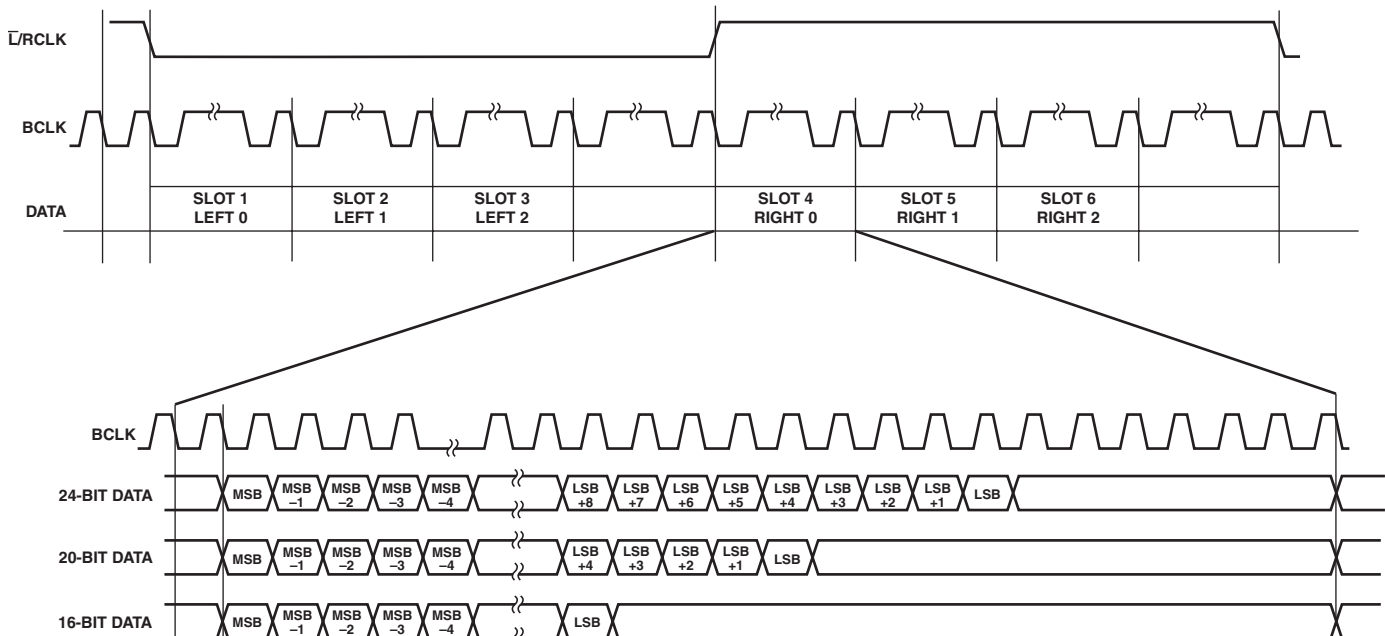 L̅/RCLK
BCLK
DATA
SLOT 1 SLOT 2 SLOT 3 SLOT 4 SLOT 5 SLOT 6
LEFT 0 LEFT 1 LEFT 2 RIGHT 0 RIGHT 1 RIGHT 2
BCLK
24-BIT DATA MSB MSB –1 MSB –2 MSB –3 MSB –4 LSB +8 LSB +7 LSB +6 LSB +5 LSB +4 LSB +3 LSB +2 LSB +1 LSB
20-BIT DATA MSB MSB –1 MSB –2 MSB –3 MSB –4 LSB +4 LSB +3 LSB +2 LSB +1 LSB
16-BIT DATA MSB MSB –1 MSB –2 MSB –3 MSB –4 LSB